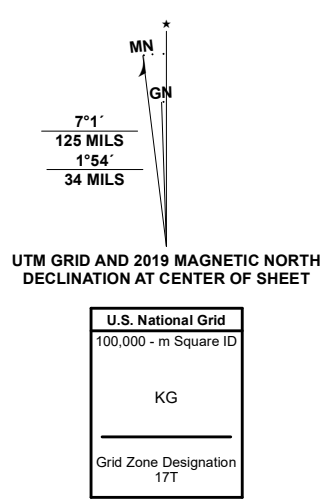 MN
GN
7°1´
125 MILS
1°54´
34 MILS
UTM GRID AND 2019 MAGNETIC NORTH
DECLINATION AT CENTER OF SHEET
U.S. National Grid
100,000 - m Square ID
KG
Grid Zone Designation
17T